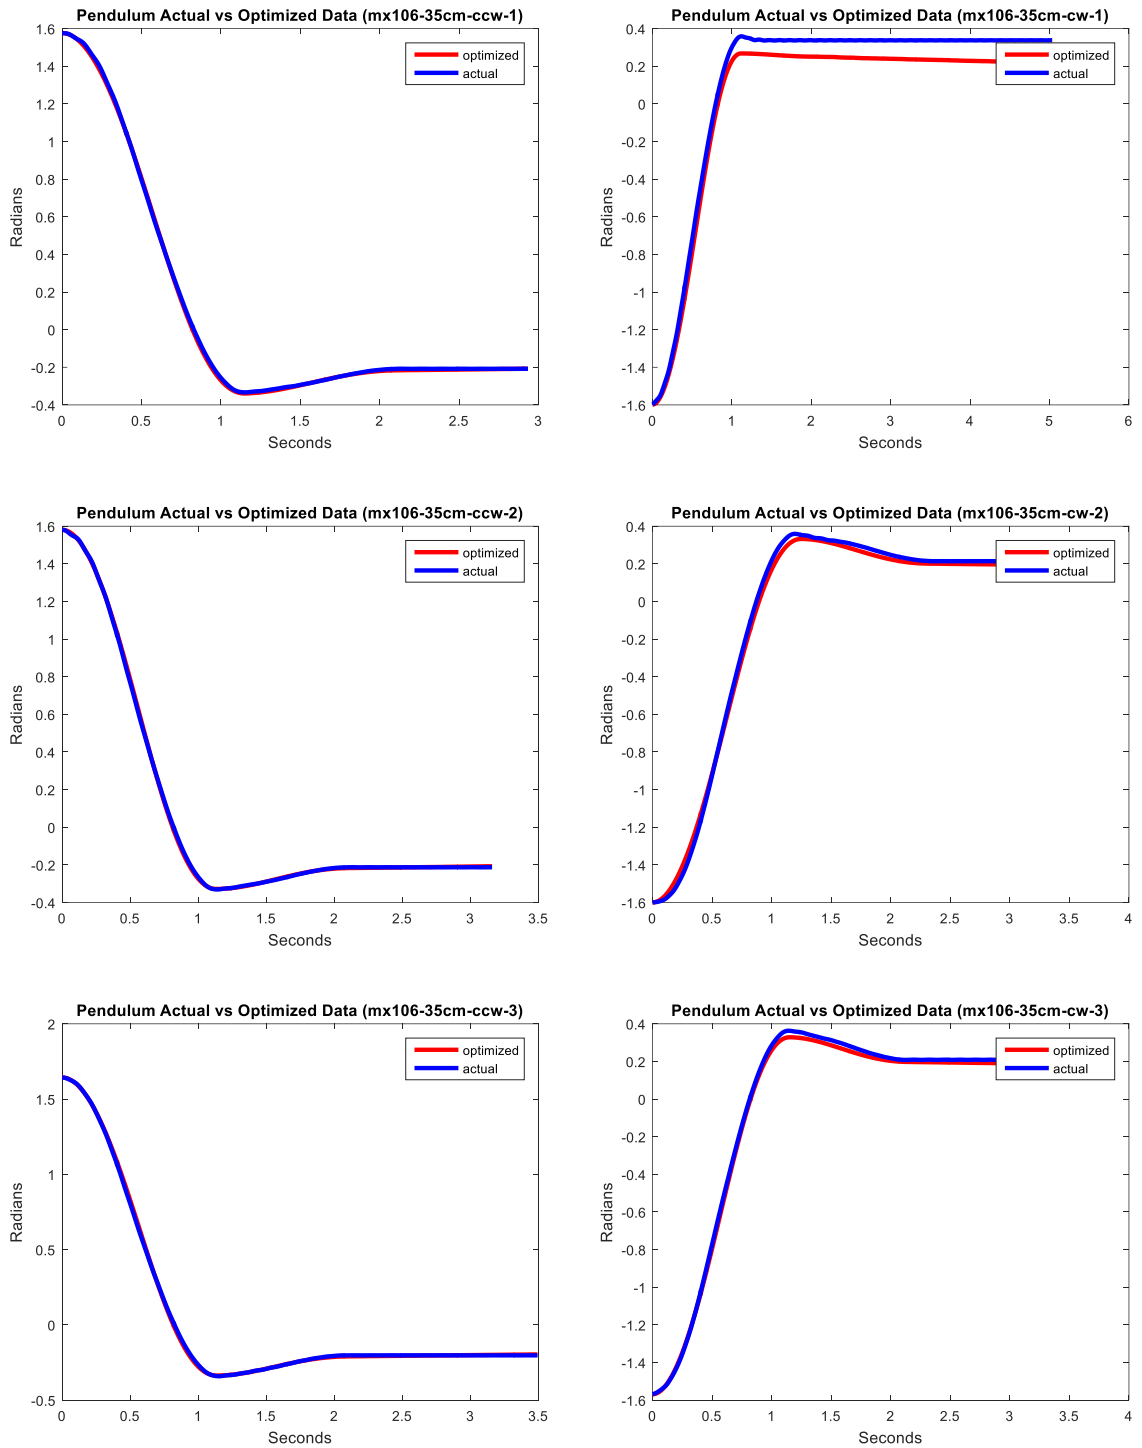 Pendulum Actual vs Optimized Data (mx106-35cm-ccw-1)
1.6
1.4
1.2
1
0.8
0.6
0.4
0.2
0
-0.2
-0.4
Radians
optimized
actual
0 0.5 1 1.5 2 2.5 3
Seconds
Pendulum Actual vs Optimized Data (mx106-35cm-cw-1)
0.4
0.2
0
-0.2
-0.4
-0.6
-0.8
-1
-1.2
-1.4
-1.6
Radians
optimized
actual
0 1 2 3 4 5 6
Seconds
Pendulum Actual vs Optimized Data (mx106-35cm-ccw-2)
1.6
1.4
1.2
1
0.8
0.6
0.4
0.2
0
-0.2
-0.4
Radians
optimized
actual
0 0.5 1 1.5 2 2.5 3 3.5
Seconds
Pendulum Actual vs Optimized Data (mx106-35cm-cw-2)
0.4
0.2
0
-0.2
-0.4
-0.6
-0.8
-1
-1.2
-1.4
-1.6
Radians
optimized
actual
0 0.5 1 1.5 2 2.5 3 3.5 4
Seconds
Pendulum Actual vs Optimized Data (mx106-35cm-ccw-3)
2
1.5
1
0.5
0
-0.5
Radians
optimized
actual
0 0.5 1 1.5 2 2.5 3 3.5
Seconds
Pendulum Actual vs Optimized Data (mx106-35cm-cw-3)
0.4
0.2
0
-0.2
-0.4
-0.6
-0.8
-1
-1.2
-1.4
-1.6
Radians
optimized
actual
0 0.5 1 1.5 2 2.5 3 3.5 4
Seconds